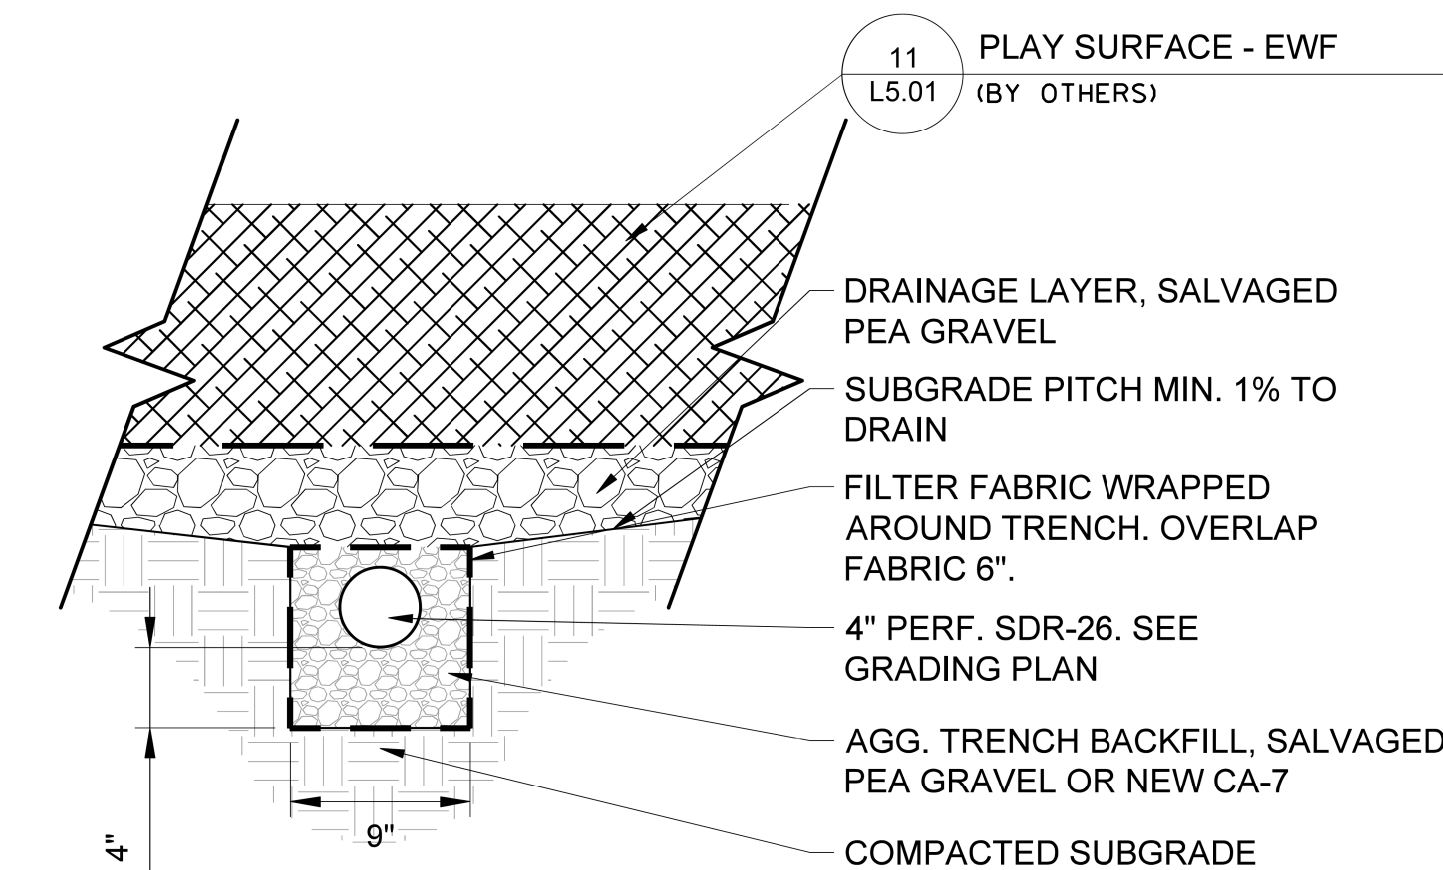 11
L5.01
PLAY SURFACE - EWF
(BY OTHERS)
DRAINAGE LAYER, SALVAGED
PEA GRAVEL
SUBGRADE PITCH MIN. 1% TO
DRAIN
FILTER FABRIC WRAPPED
AROUND TRENCH. OVERLAP
FABRIC 6".
4" PERF. SDR-26. SEE
GRADING PLAN
AGG. TRENCH BACKFILL, SALVAGED
PEA GRAVEL OR NEW CA-7
COMPACTED SUBGRADE
9"
4"